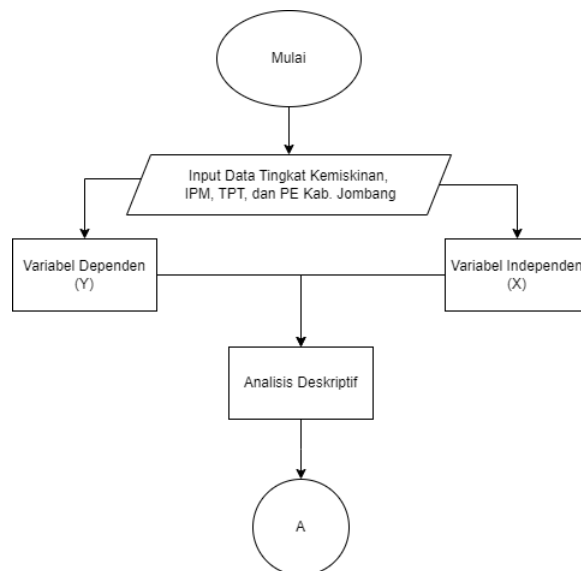 Mulai
Input Data Tingkat Kemiskinan,
IPM, TPT, dan PE Kab. Jombang
Variabel Dependen
(Y)
Variabel Independen
(X)
Analisis Deskriptif
A